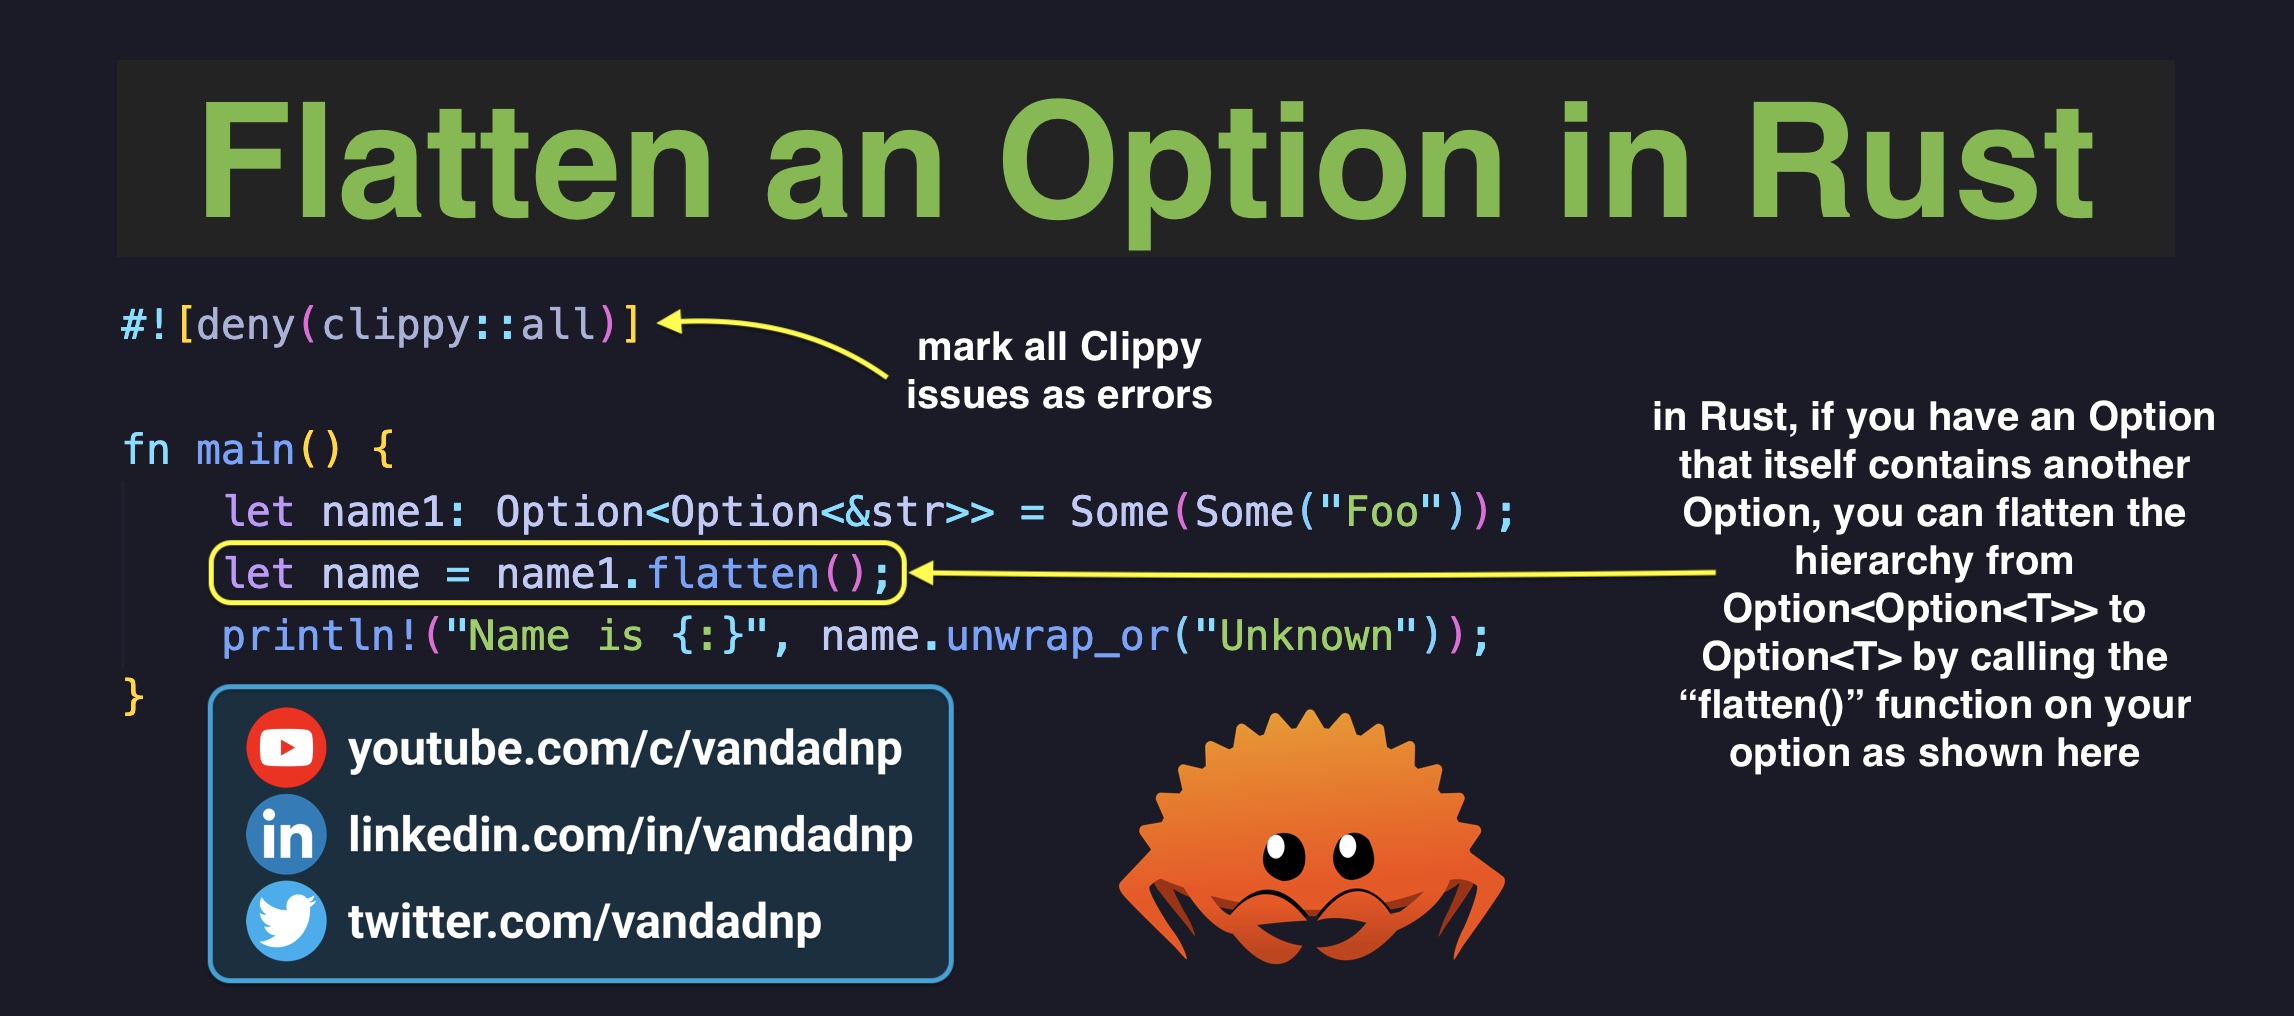 Flatten an Option in Rust
#![deny(clippy::all)]
mark all Clippy
issues as errors
fn main() {
let name1: Option<Option<&str>> = Some(Some("Foo"));
let name = name1.flatten();
println!("Name is {:}", name.unwrap_or("Unknown"));
}
in Rust, if you have an Option
that itself contains another
Option, you can flatten the
hierarchy from
Option<Option<T>> to
Option<T> by calling the
“flatten()” function on your
option as shown here
youtube.com/c/vandadnp
in
linkedin.com/in/vandadnp
twitter.com/vandadnp